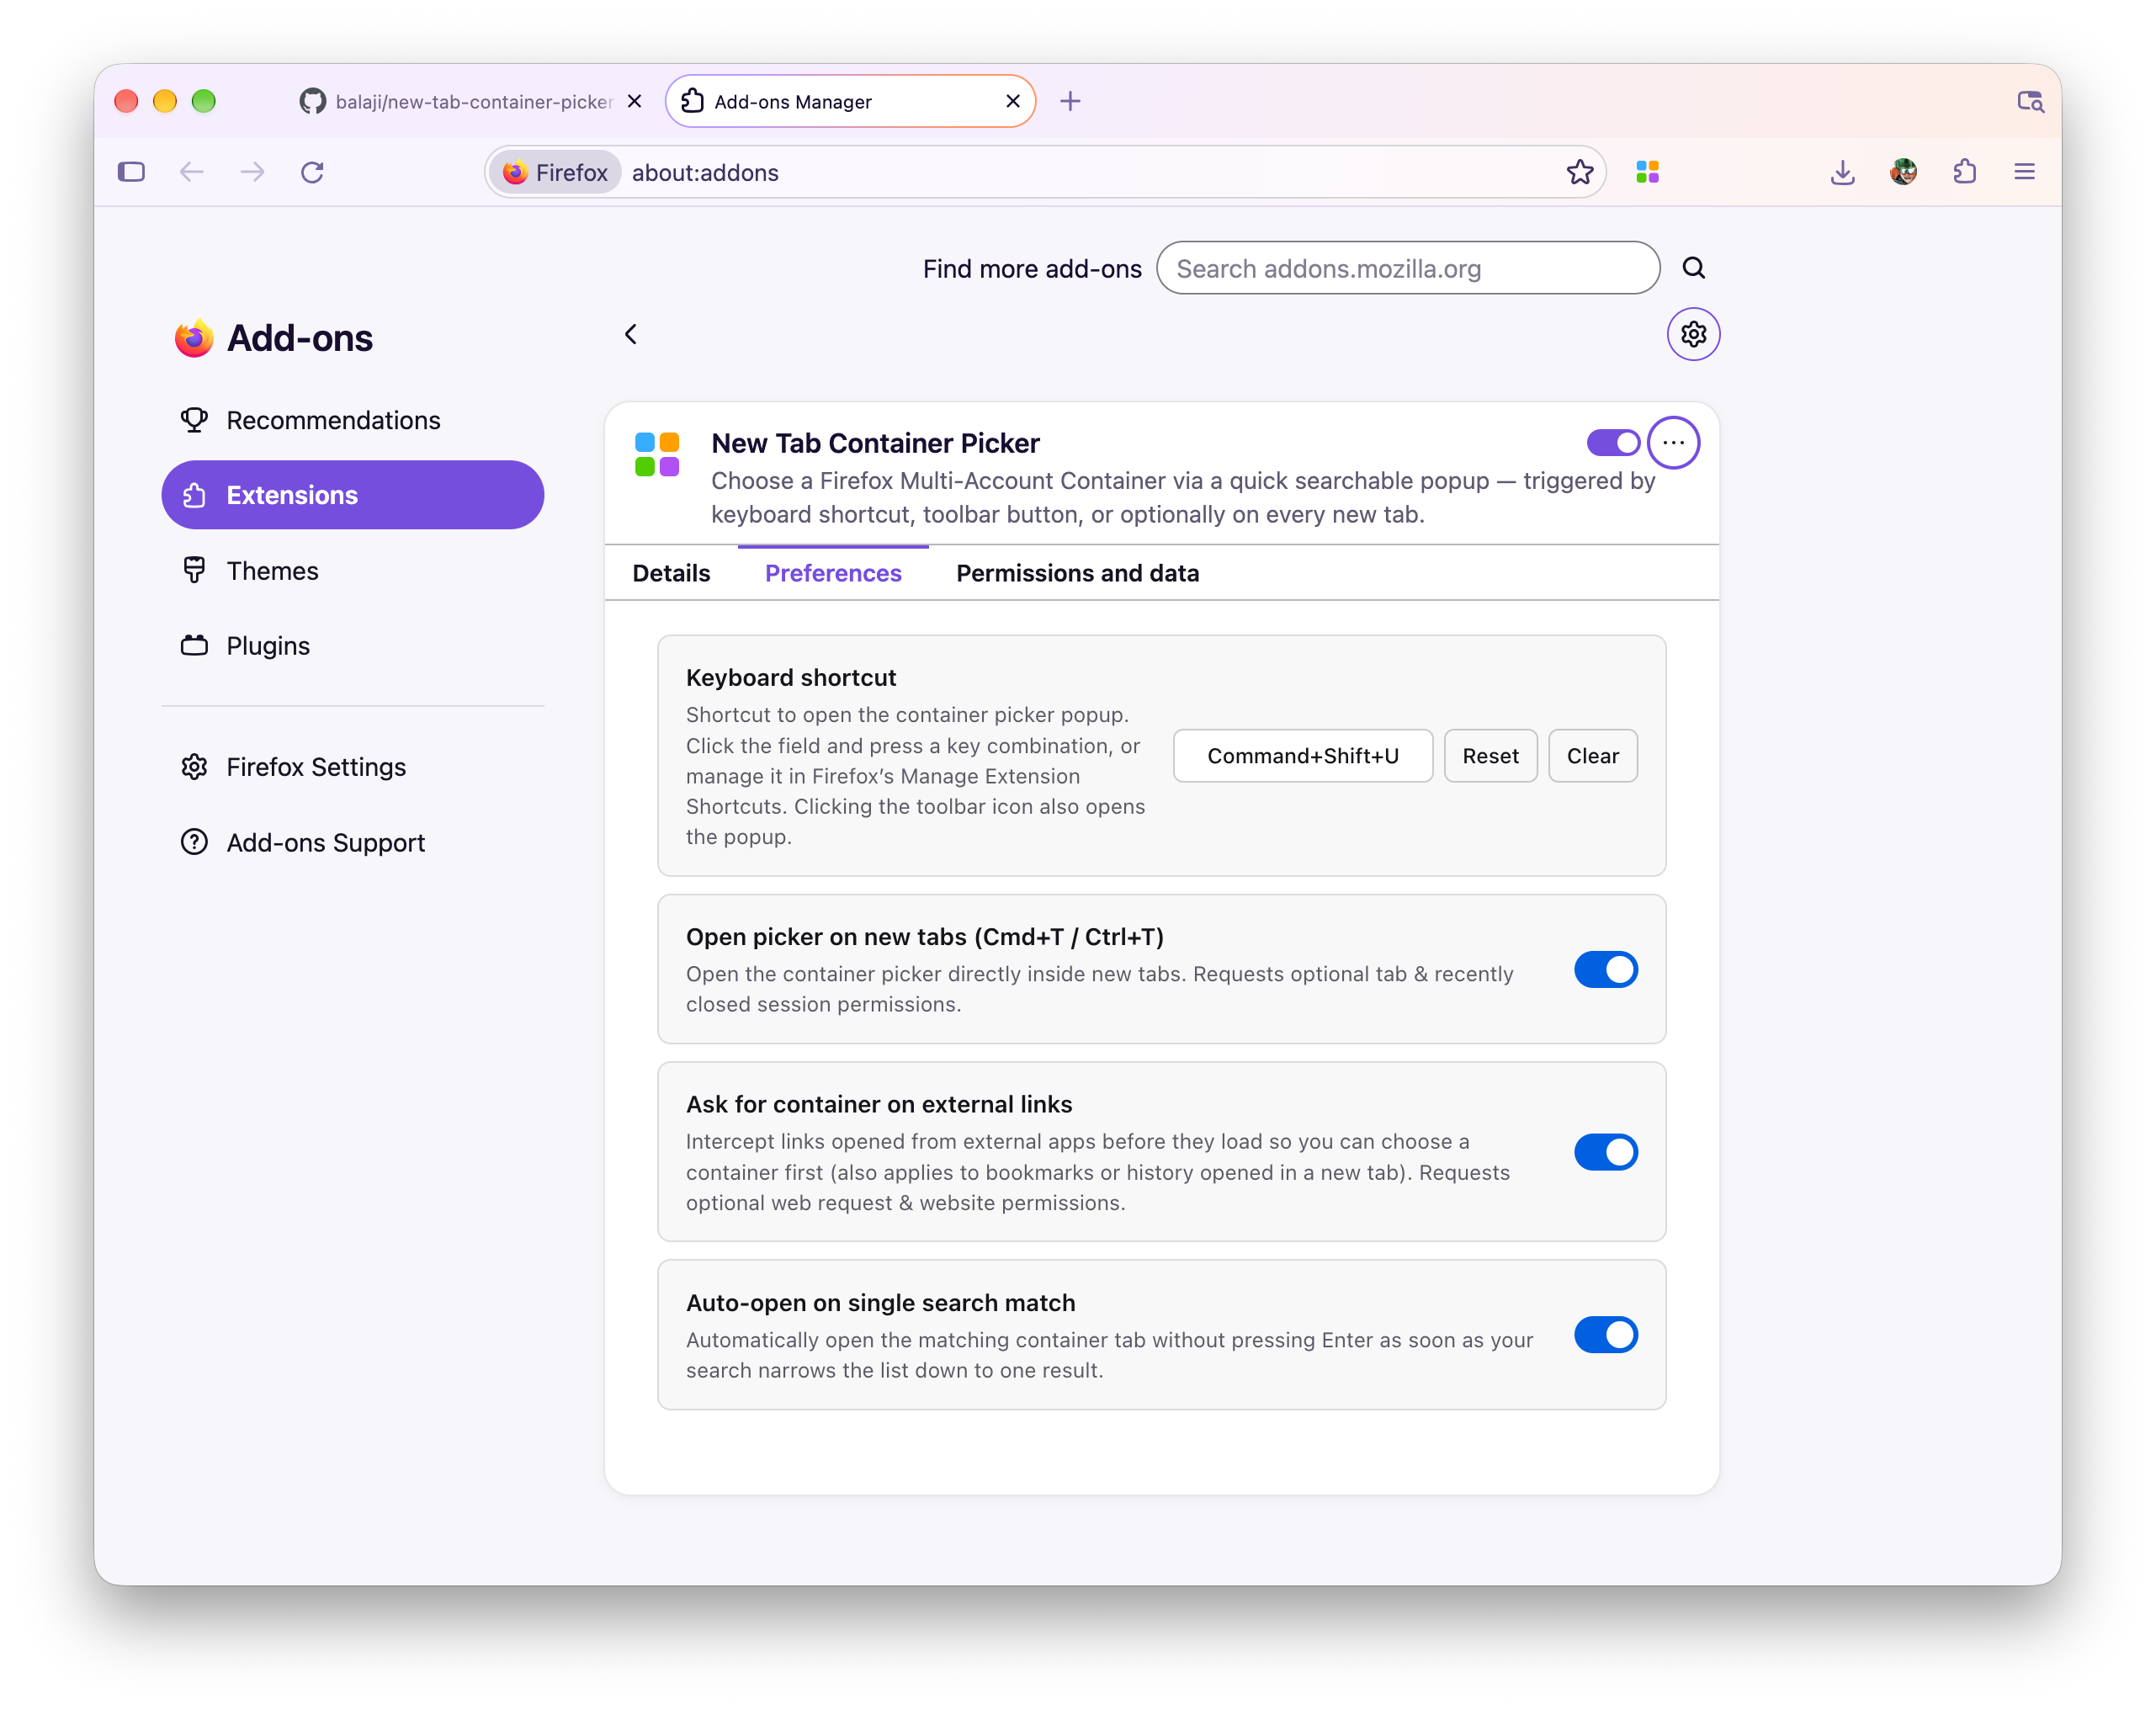 balaji/new-tab-container-picker
Add-ons Manager
Firefox
about:addons
Find more add-ons
Search addons.mozilla.org
Add-ons
Recommendations
Extensions
Themes
Plugins
Firefox Settings
Add-ons Support
New Tab Container Picker
Choose a Firefox Multi-Account Container via a quick searchable popup — triggered by
keyboard shortcut, toolbar button, or optionally on every new tab.
Details
Preferences
Permissions and data
Keyboard shortcut
Shortcut to open the container picker popup.
Click the field and press a key combination, or
manage it in Firefox’s Manage Extension
Shortcuts. Clicking the toolbar icon also opens
the popup.
Command+Shift+U
Reset
Clear
Open picker on new tabs (Cmd+T / Ctrl+T)
Open the container picker directly inside new tabs. Requests optional tab & recently
closed session permissions.
Ask for container on external links
Intercept links opened from external apps before they load so you can choose a
container first (also applies to bookmarks or history opened in a new tab). Requests
optional web request & website permissions.
Auto-open on single search match
Automatically open the matching container tab without pressing Enter as soon as your
search narrows the list down to one result.